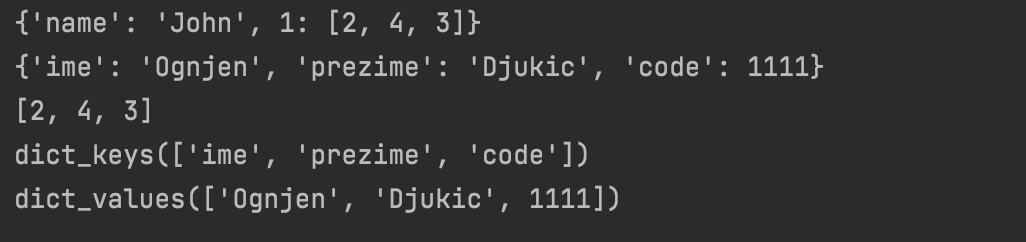 {'name': 'John', 1: [2, 4, 3]}
{'ime': 'Ognjen', 'prezime': 'Djukic', 'code': 1111}
[2, 4, 3]
dict_keys(['ime', 'prezime', 'code'])
dict_values(['Ognjen', 'Djukic', 1111])